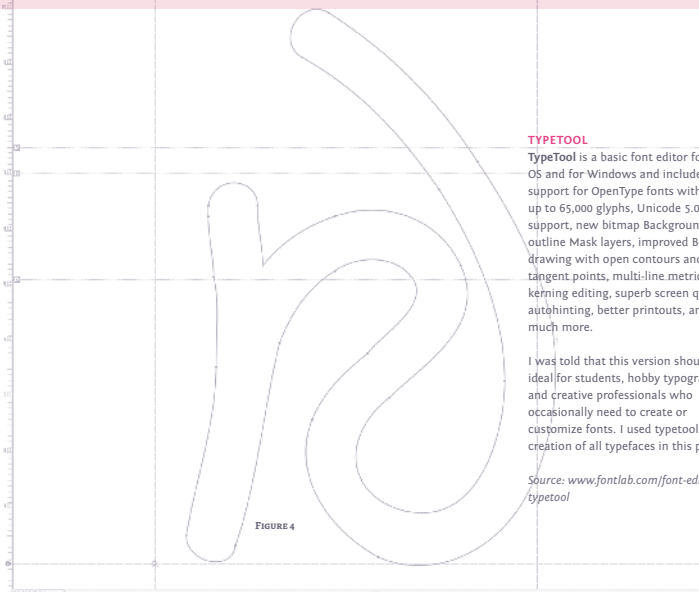 TYPETOOL
TypeTool is a basic font editor fo
OS and for Windows and include
support for OpenType fonts with
up to 65,000 glyphs, Unicode 5.0
support, new bitmap Backgroun
outline Mask layers, improved B
drawing with open contours and
tangent points, multi-line metric
kerning editing, superb screen q
autohinting, better printouts, an
much more.
I was told that this version shou
ideal for students, hobby typogra
and creative professionals who
occasionally need to create or
customize fonts. I used typetool
creation of all typefaces in this p
Source: www.fontlab.com/font-ed
typetool
FIGURE 4